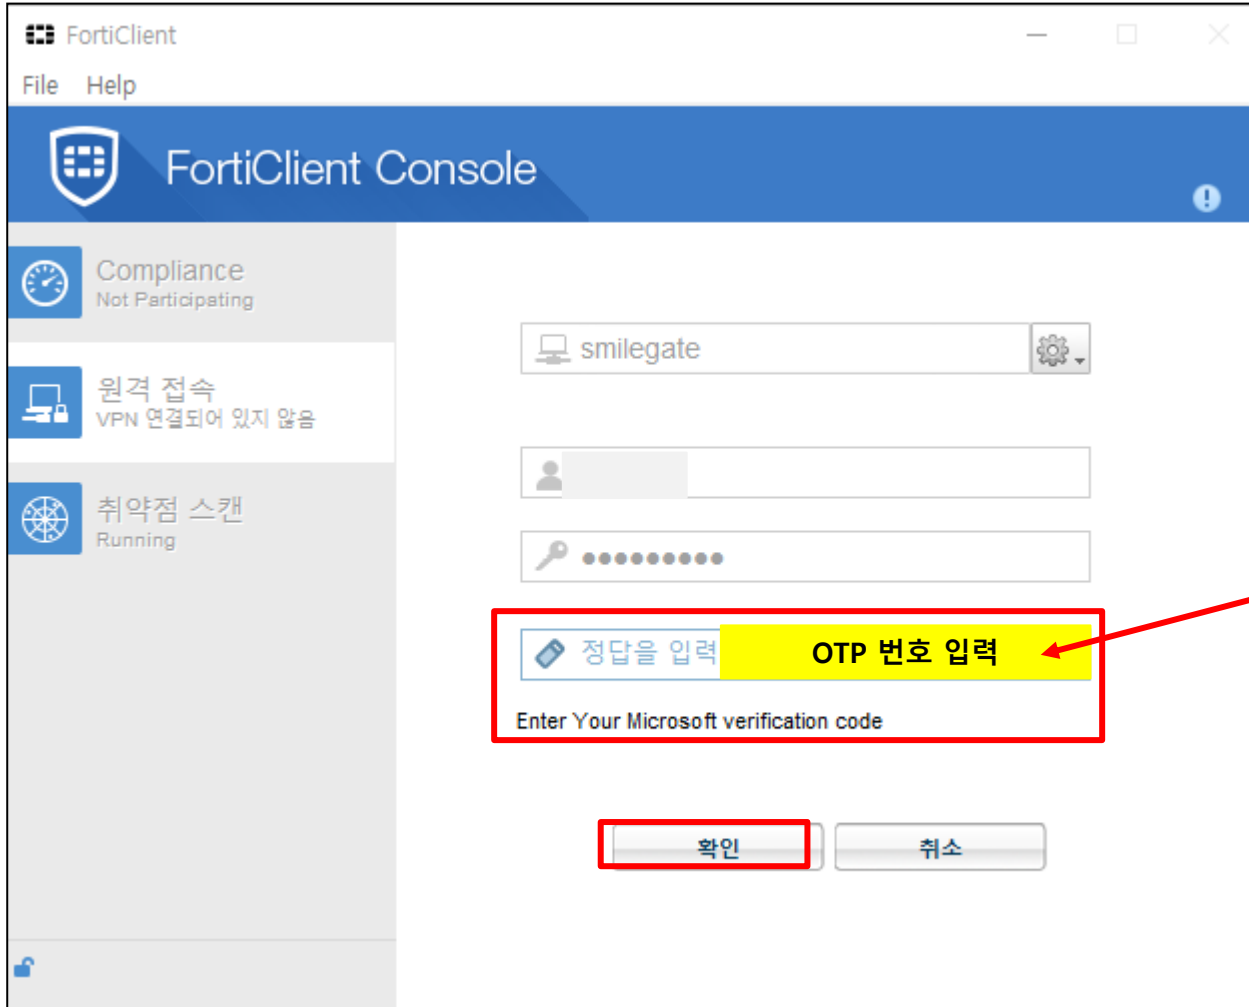 FortiClient
File Help
FortiClient Console
Compliance
Not Participating
원격 접속
VPN 연결되어 있지 않음
취약점 스캔
Running
smilegate
●●●●●●●●●
정답을 입력
OTP 번호 입력
Enter Your Microsoft verification code
확인 취소